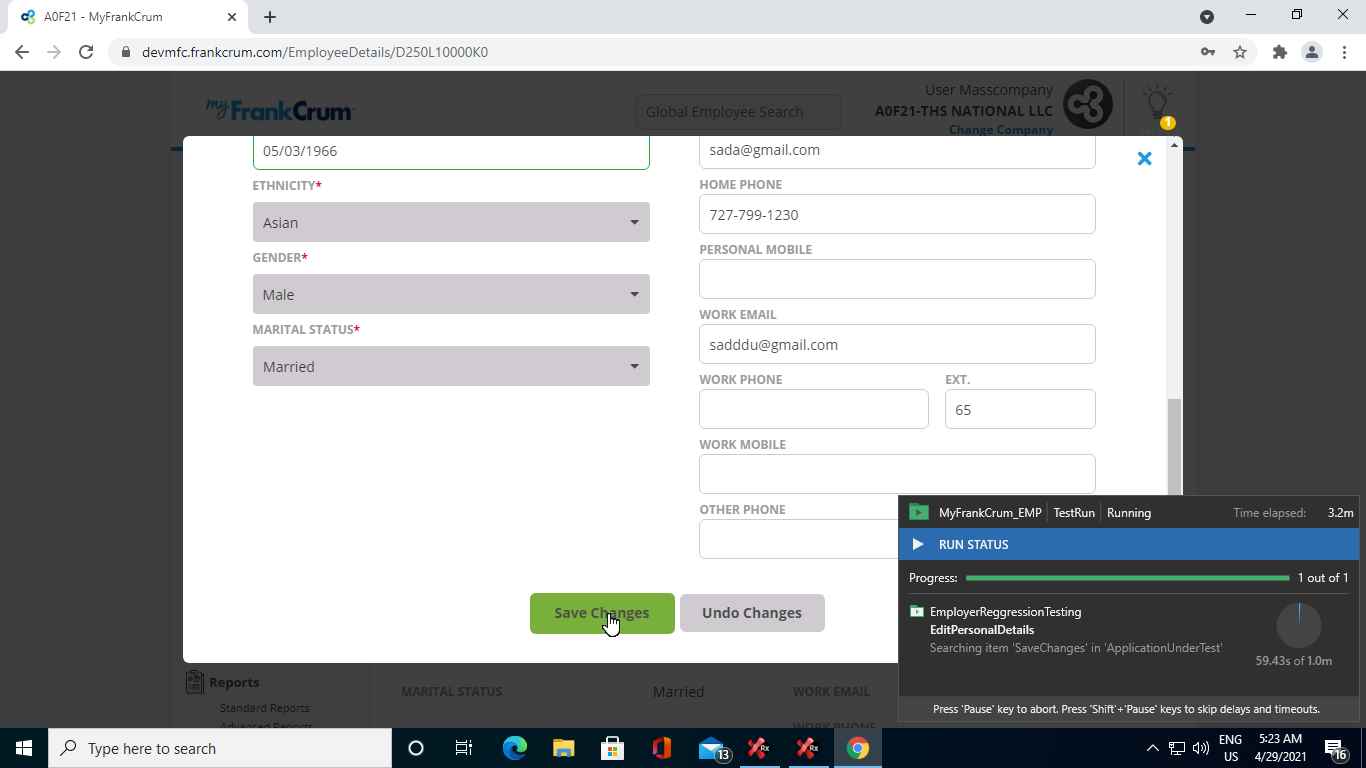 A0F21 - MyFrankCrum
devmfc.frankcrum.com/EmployeeDetails/D250L10000K0
myFrankCrum
Global Employee Search
User Masscompany
A0F21-THS NATIONAL LLC
Change Company
1
05/03/1966
sada@gmail.com
ETHNICITY*
HOME PHONE
Asian
727-799-1230
GENDER*
PERSONAL MOBILE
Male
WORK EMAIL
MARITAL STATUS*
sadddu@gmail.com
Married
WORK PHONE EXT.
65
WORK MOBILE
OTHER PHONE
Save Changes Undo Changes
MyFrankCrum_EMP TestRun Running Time elapsed: 3.2m
RUN STATUS
Progress: 1 out of 1
EmployerReggressionTesting
EditPersonalDetails
Searching item 'SaveChanges' in 'ApplicationUnderTest'
59.43s of 1.0m
Press 'Pause' key to abort. Press 'Shift'+'Pause' keys to skip delays and timeouts.
Reports
MARITAL STATUS Married WORK EMAIL
Standard Reports
Advanced Reports
WORK PHONE
Type here to search
13
Rx
Rx
ENG
US
5:23 AM
4/29/2021
16